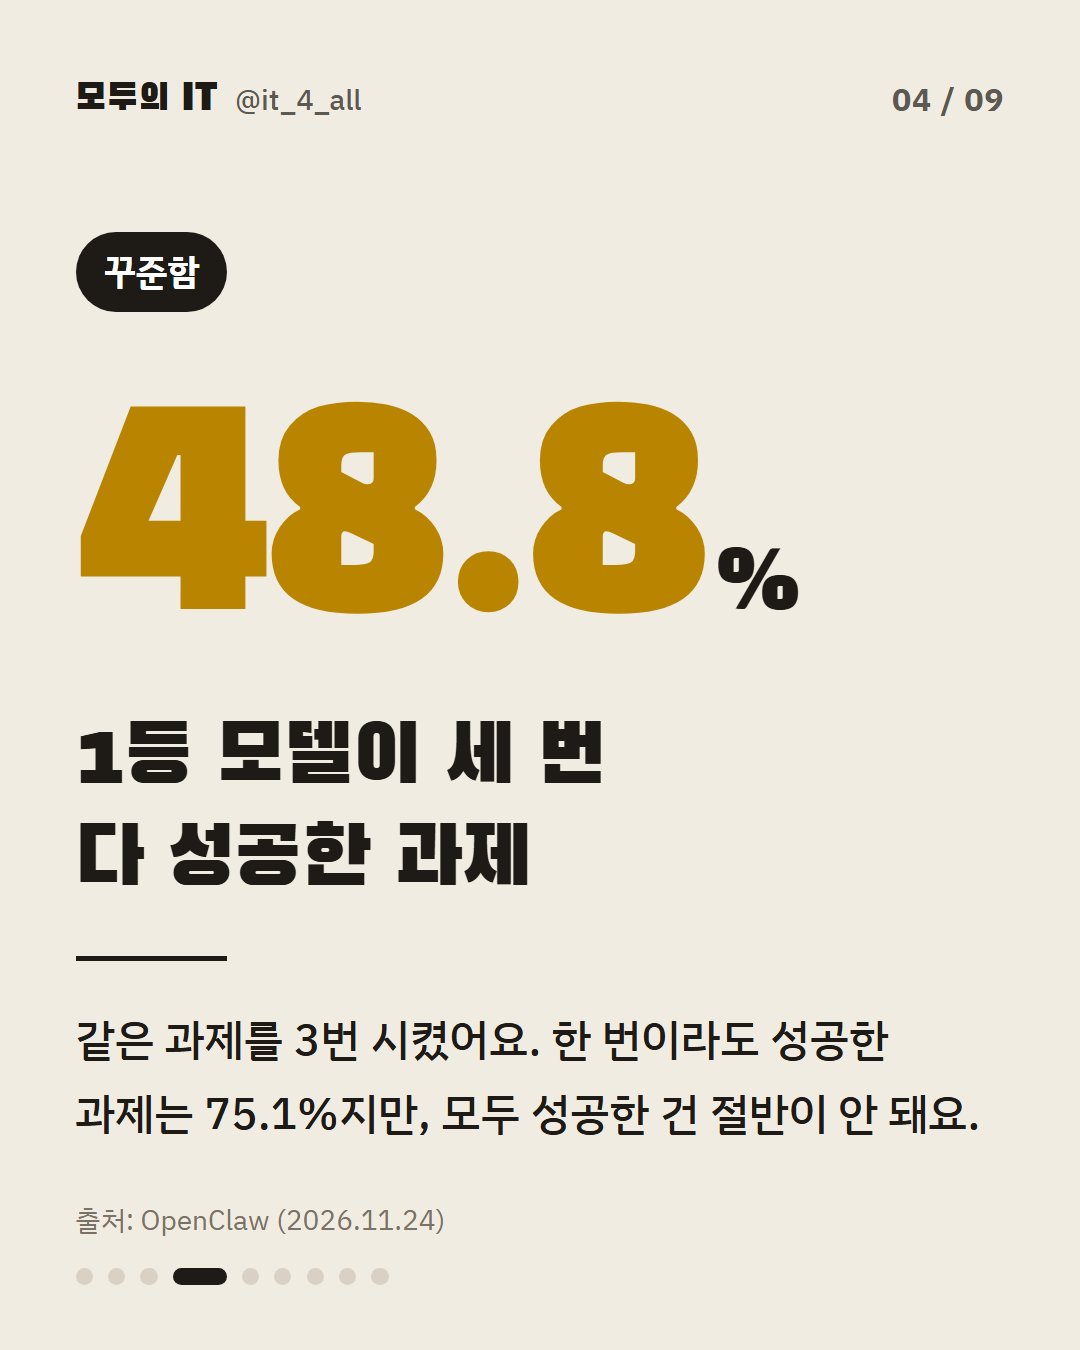 모두의 IT @it_4_all
04 / 09
꾸준함
48.8%
1등 모델이 세 번
다 성공한 과제
같은 과제를 3번 시켰어요. 한 번이라도 성공한
과제는 75.1%지만, 모두 성공한 건 절반이 안 돼요.
출처: OpenClaw (2026.11.24)